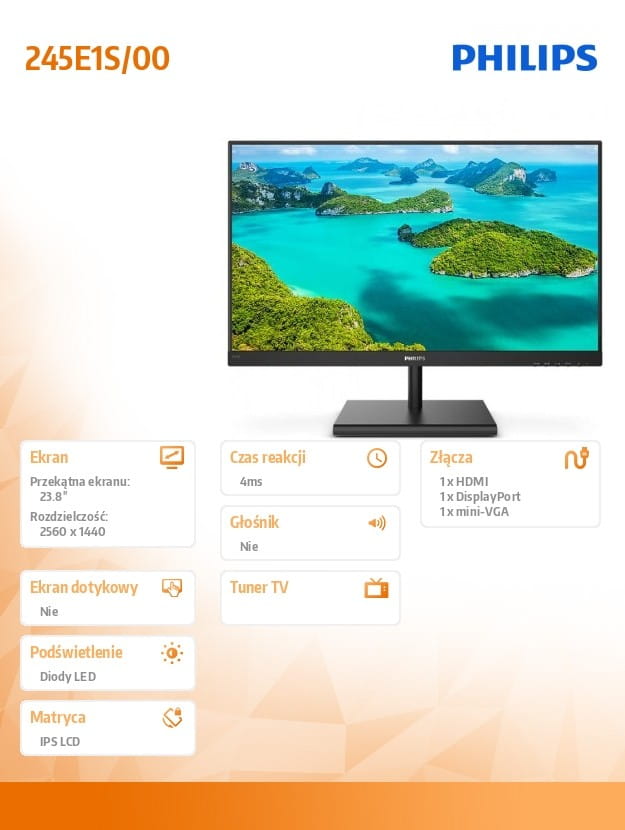 245E1S/00
PHILIPS
PHILIPS
Ekran
Przekątna ekranu:
23.8"
Rozdzielczość:
2560 x 1440
Czas reakcji
4ms
Złącza
1 x HDMI
1 x DisplayPort
1 x mini-VGA
Głośnik
Nie
Ekran dotykowy
Nie
Tuner TV
Podświetlenie
Diody LED
Matryca
IPS LCD